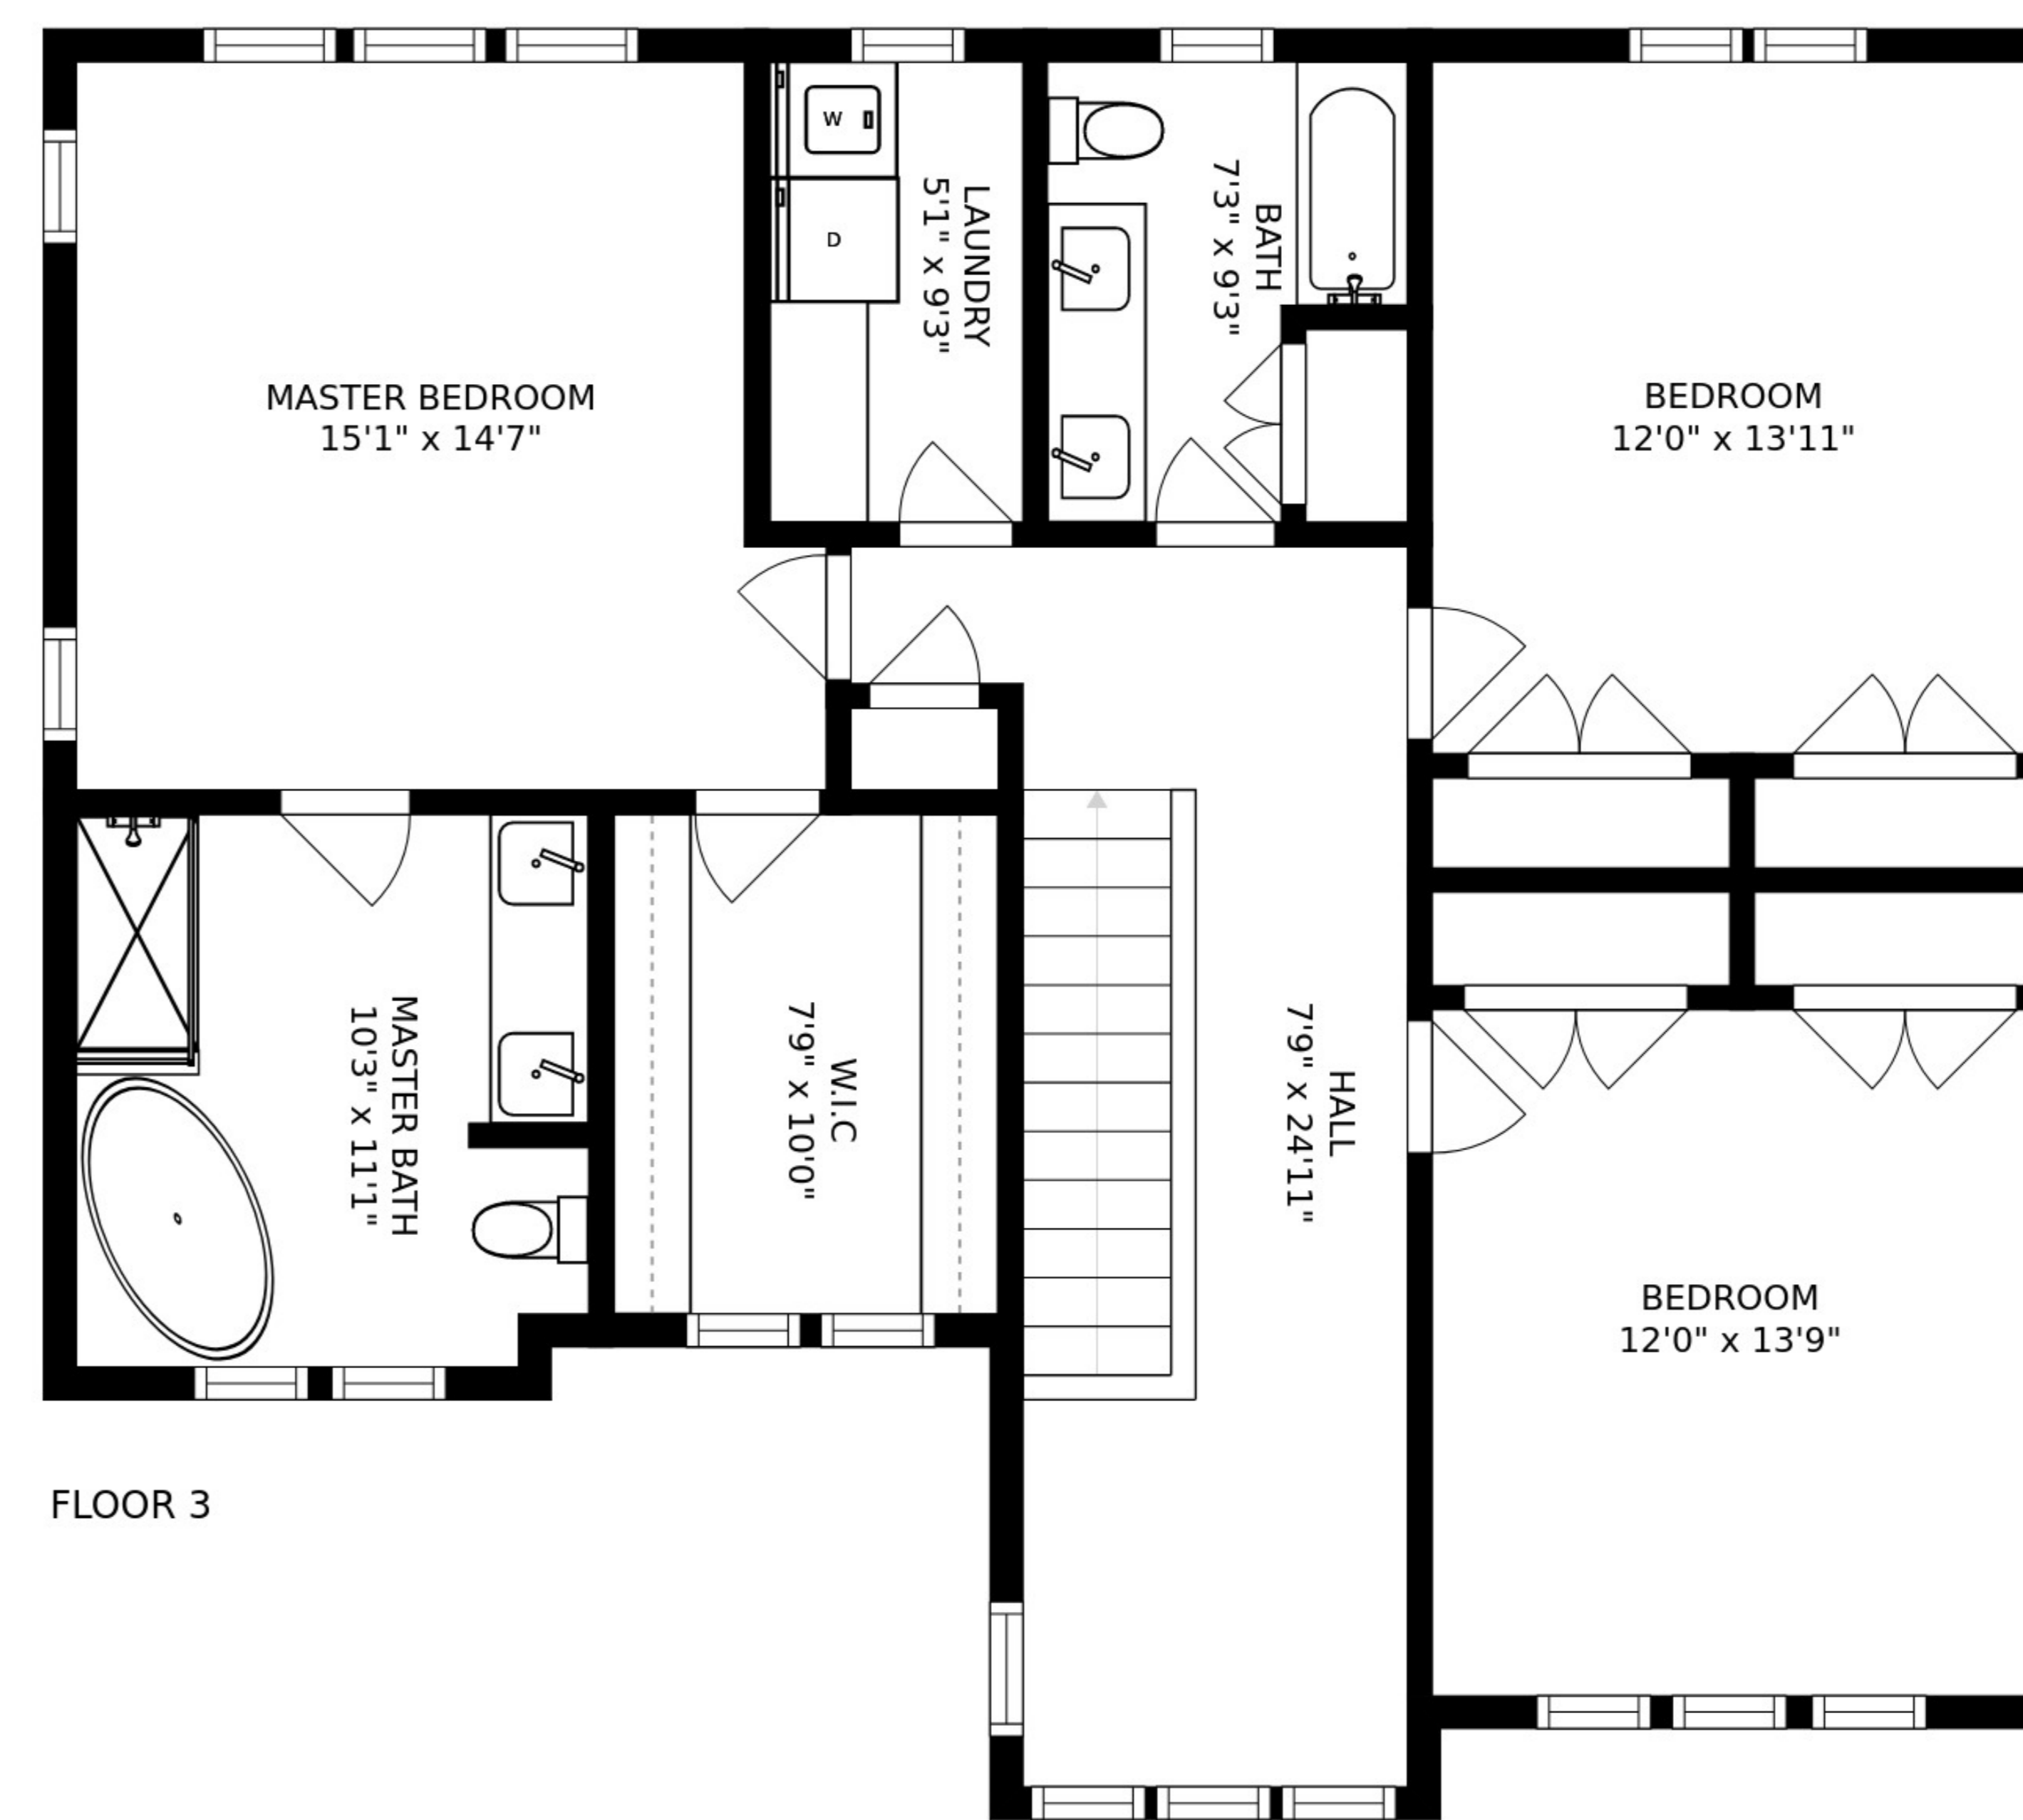 W
D
LAUNDRY
5'1" x 9'3"
BATH
7'3" x 9'3"
MASTER BEDROOM
15'1" x 14'7"
BEDROOM
12'0" x 13'11"
MASTER BATH
10'3" x 11'1"
W.I.C
7'9" x 10'0"
HALL
7'9" x 24'11"
BEDROOM
12'0" x 13'9"
FLOOR 3